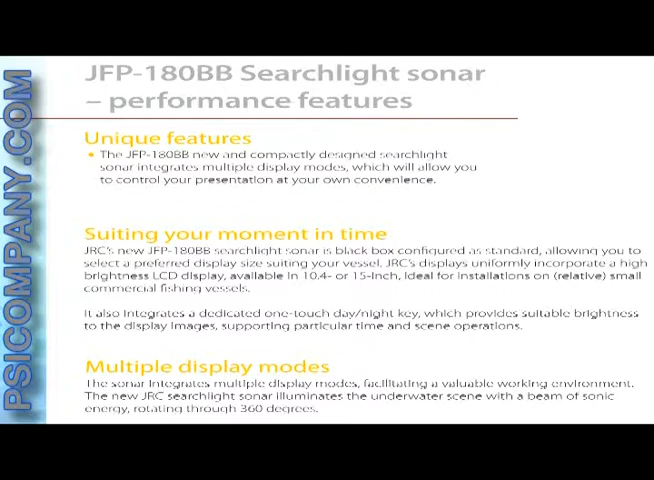 JFP-180BB Searchlight sonar
– performance features
Unique features
• The JFP-180BB new and compactly designed searchlight
sonar integrates multiple display modes, which will allow you
to control your presentation at your own convenience.
Suiting your moment in time
JRC's new JFP-180BB searchlight sonar is black box configured as standard, allowing you to
select a preferred display size suiting your vessel. JRC's displays uniformly incorporate a high
brightness LCD display, available in 10.4- or 15-inch, ideal for installations on (relative) small
commercial fishing vessels.
It also integrates a dedicated one-touch day/night key, which provides suitable brightness
to the display images, supporting particular time and scene operations.
Multiple display modes
The sonar integrates multiple display modes, facilitating a valuable working environment.
The new JRC searchlight sonar illuminates the underwater scene with a beam of sonic
energy, rotating through 360 degrees.
PSICOMPANY.COM